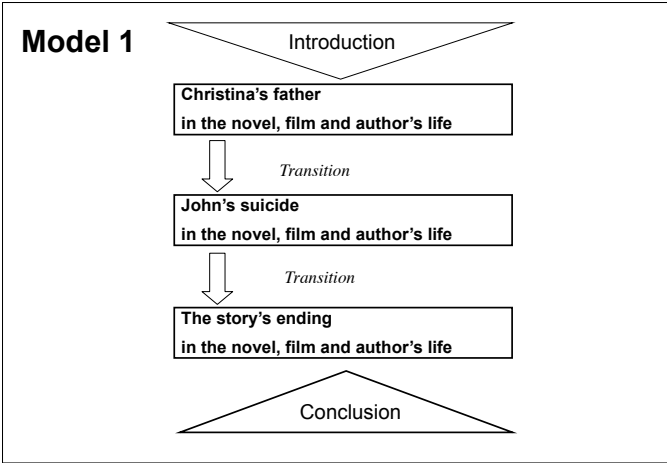 Model 1
Introduction
Christina's father
in the novel, film and author's life
Transition
John's suicide
in the novel, film and author's life
Transition
The story's ending
in the novel, film and author's life
Conclusion